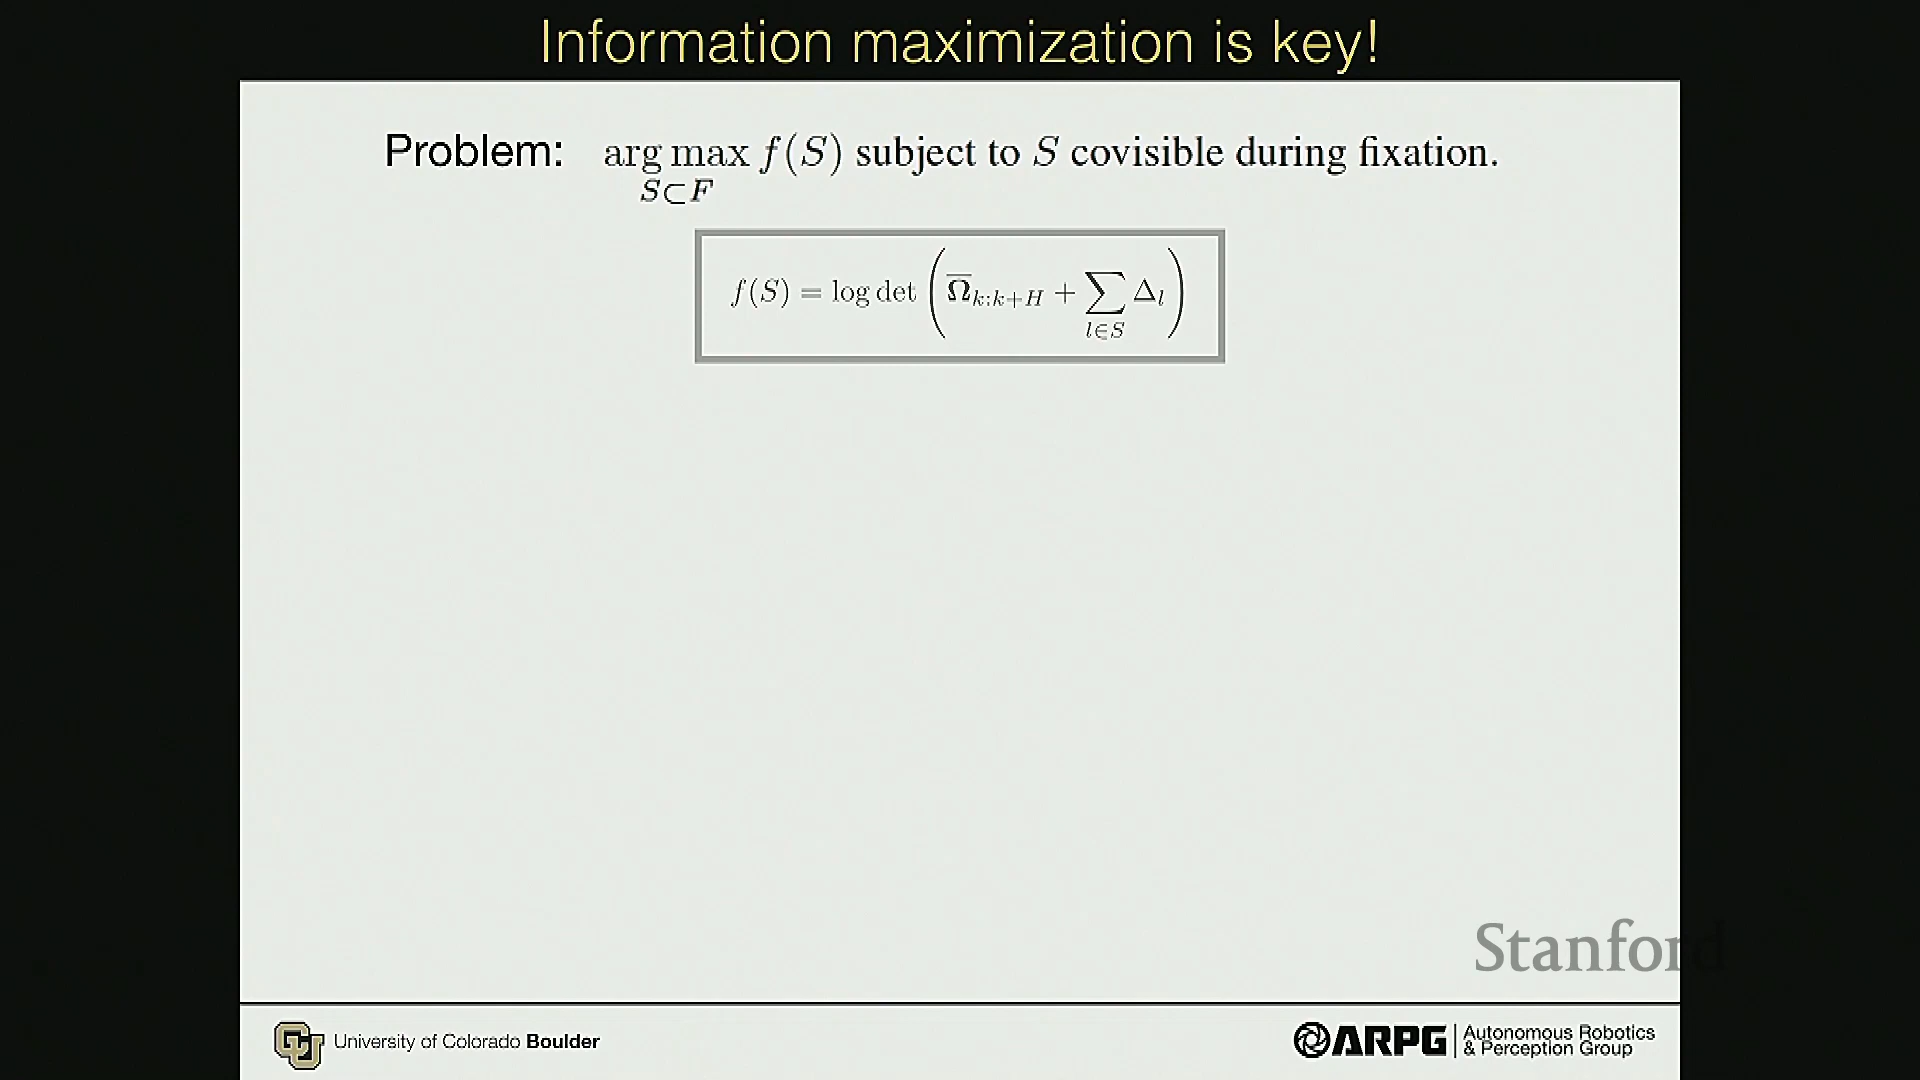 Information maximization is key!
Problem: arg max f(S) subject to S covisible during fixation.
S⊂F
f(S) = log det ( Ω̅ₖ:ₖ₊H + ∑ Δₗ )
l∈S
Stanford
University of Colorado Boulder
ARPG | Autonomous Robotics
& Perception Group